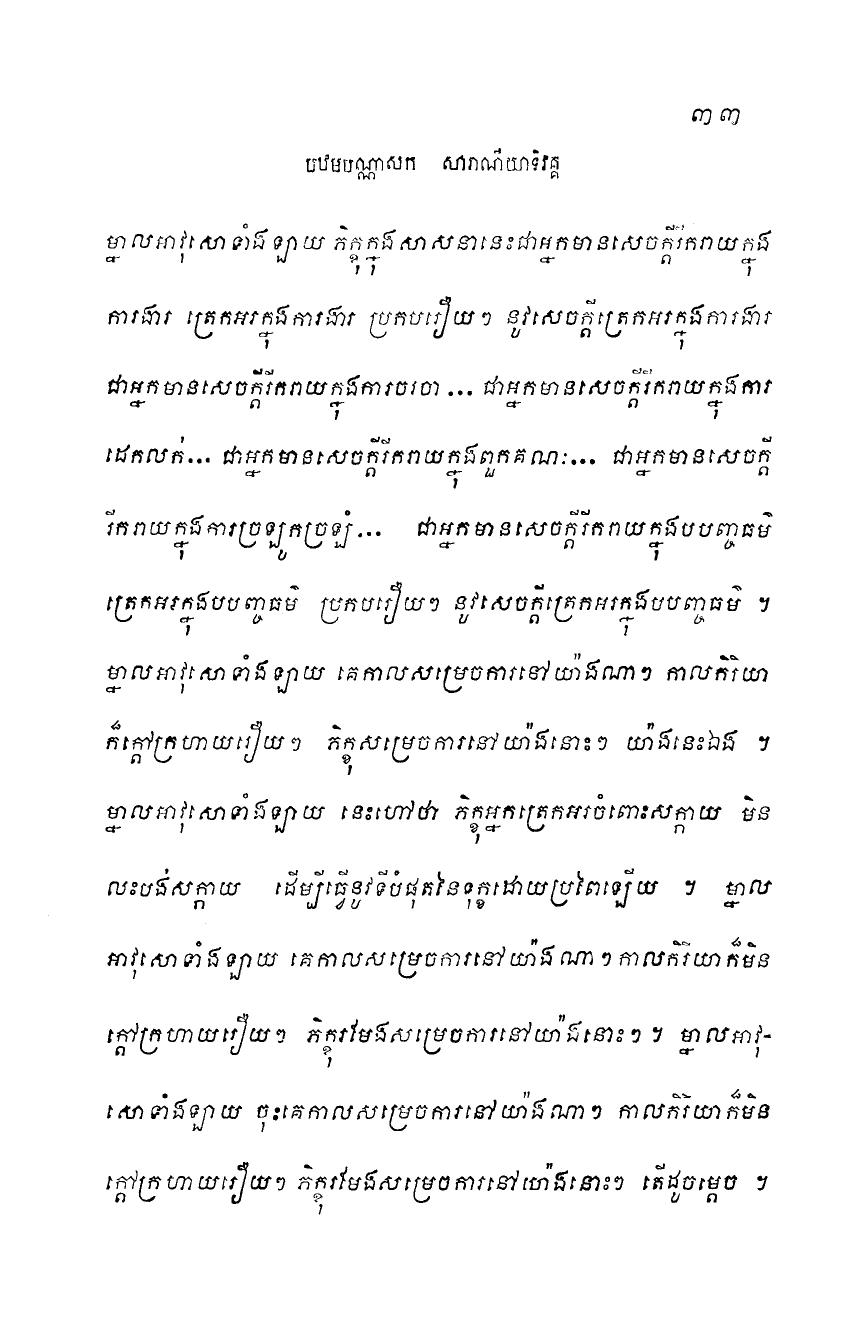 ៣៣
បឋមបណ្ណាសក សារាណីយាទិវគ្គ
ម្នាលអាវុសោទាំងឡាយ ភិក្ខុក្នុងសាសនានេះជាអ្នកមានសេចក្តីរីករាយក្នុង
ការងារ ត្រេកអរក្នុងការងារ ប្រកបរឿយៗ នូវសេចក្តីត្រេកអរក្នុងការងារ
ជាអ្នកមានសេចក្តីរីករាយក្នុងការចរចា ... ជាអ្នកមានសេចក្តីរីករាយក្នុងការ
ដេកលក់... ជាអ្នកមានសេចក្តីរីករាយក្នុងពួកគណៈ... ជាអ្នកមានសេចក្តី
រីករាយក្នុងការច្រឡូកច្រឡំ... ជាអ្នកមានសេចក្តីរីករាយក្នុងបបញ្ចធម៌
ត្រេកអរក្នុងបបញ្ចធម៌ ប្រកបរឿយៗ នូវសេចក្តីត្រេកអរក្នុងបបញ្ចធម៌ ។
ម្នាលអាវុសោទាំងឡាយ គេកាលសម្រេចការនៅយ៉ាងណាៗ កាលកិរិយា
ក៏ក្តៅក្រហាយរឿយៗ ភិក្ខុសម្រេចការនៅយ៉ាងនោះៗ យ៉ាងនេះឯង ។
ម្នាលអាវុសោទាំងឡាយ នេះហៅថា ភិក្ខុអ្នកត្រេកអរចំពោះសក្កាយ មិន
លះបង់សក្កាយ ដើម្បីធ្វើនូវទីបំផុតនៃទុក្ខដោយប្រពៃឡើយ ។ ម្នាល
អាវុសោទាំងឡាយ គេកាលសម្រេចការនៅយ៉ាងណាៗ កាលកិរិយាក៏មិន
ក្តៅក្រហាយរឿយៗ ភិក្ខុរមែងសម្រេចការនៅយ៉ាងនោះៗ ។ ម្នាលអាវុ-
សោទាំងឡាយ ចុះគេកាលសម្រេចការនៅយ៉ាងណាៗ កាលកិរិយាក៏មិន
ក្តៅក្រហាយរឿយៗ ភិក្ខុរមែងសម្រេចការនៅយ៉ាងនោះៗ តើដូចម្តេច ។